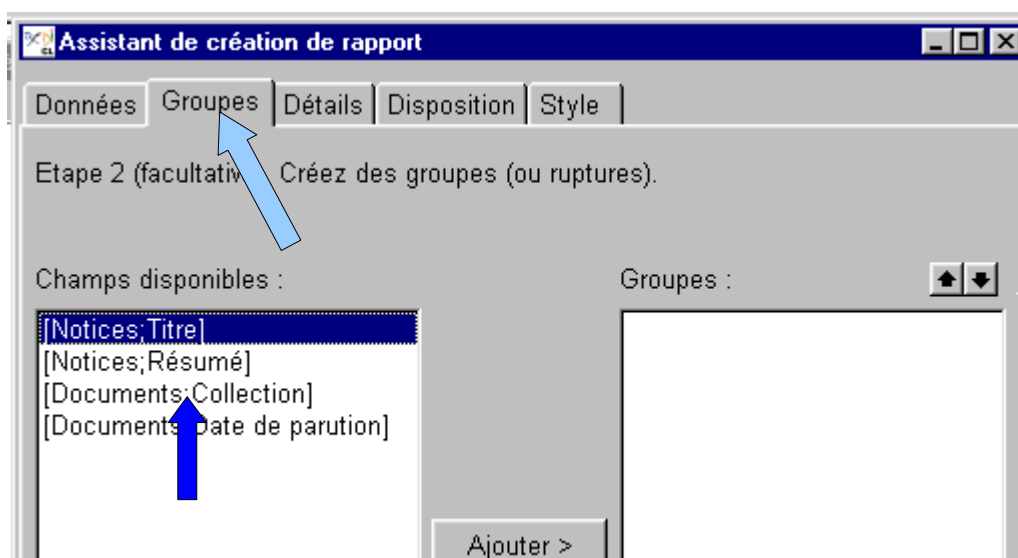 Assistant de création de rapport
Données Groupes Détails Disposition Style
Etape 2 (facultativ Créez des groupes (ou ruptures).
Champs disponibles : Groupes :
[Notices;Titre]
[Notices;Résumé]
[Documents;Collection]
[Documents Date de parution]
Ajouter >